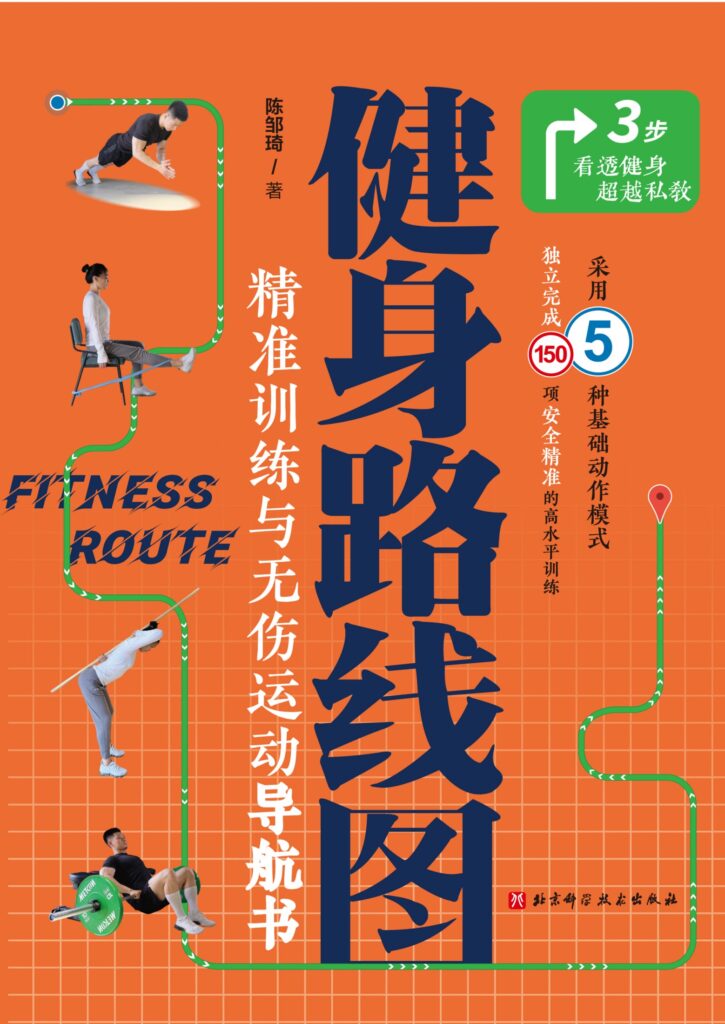 健身路线图
精准训练与无伤运动导航书
陈邹琦 / 著
3步
看透健身
超越私教
采用5种基础动作模式
独立完成150项安全精准的高水平训练
FITNESS
ROUTE
北京科学技术出版社